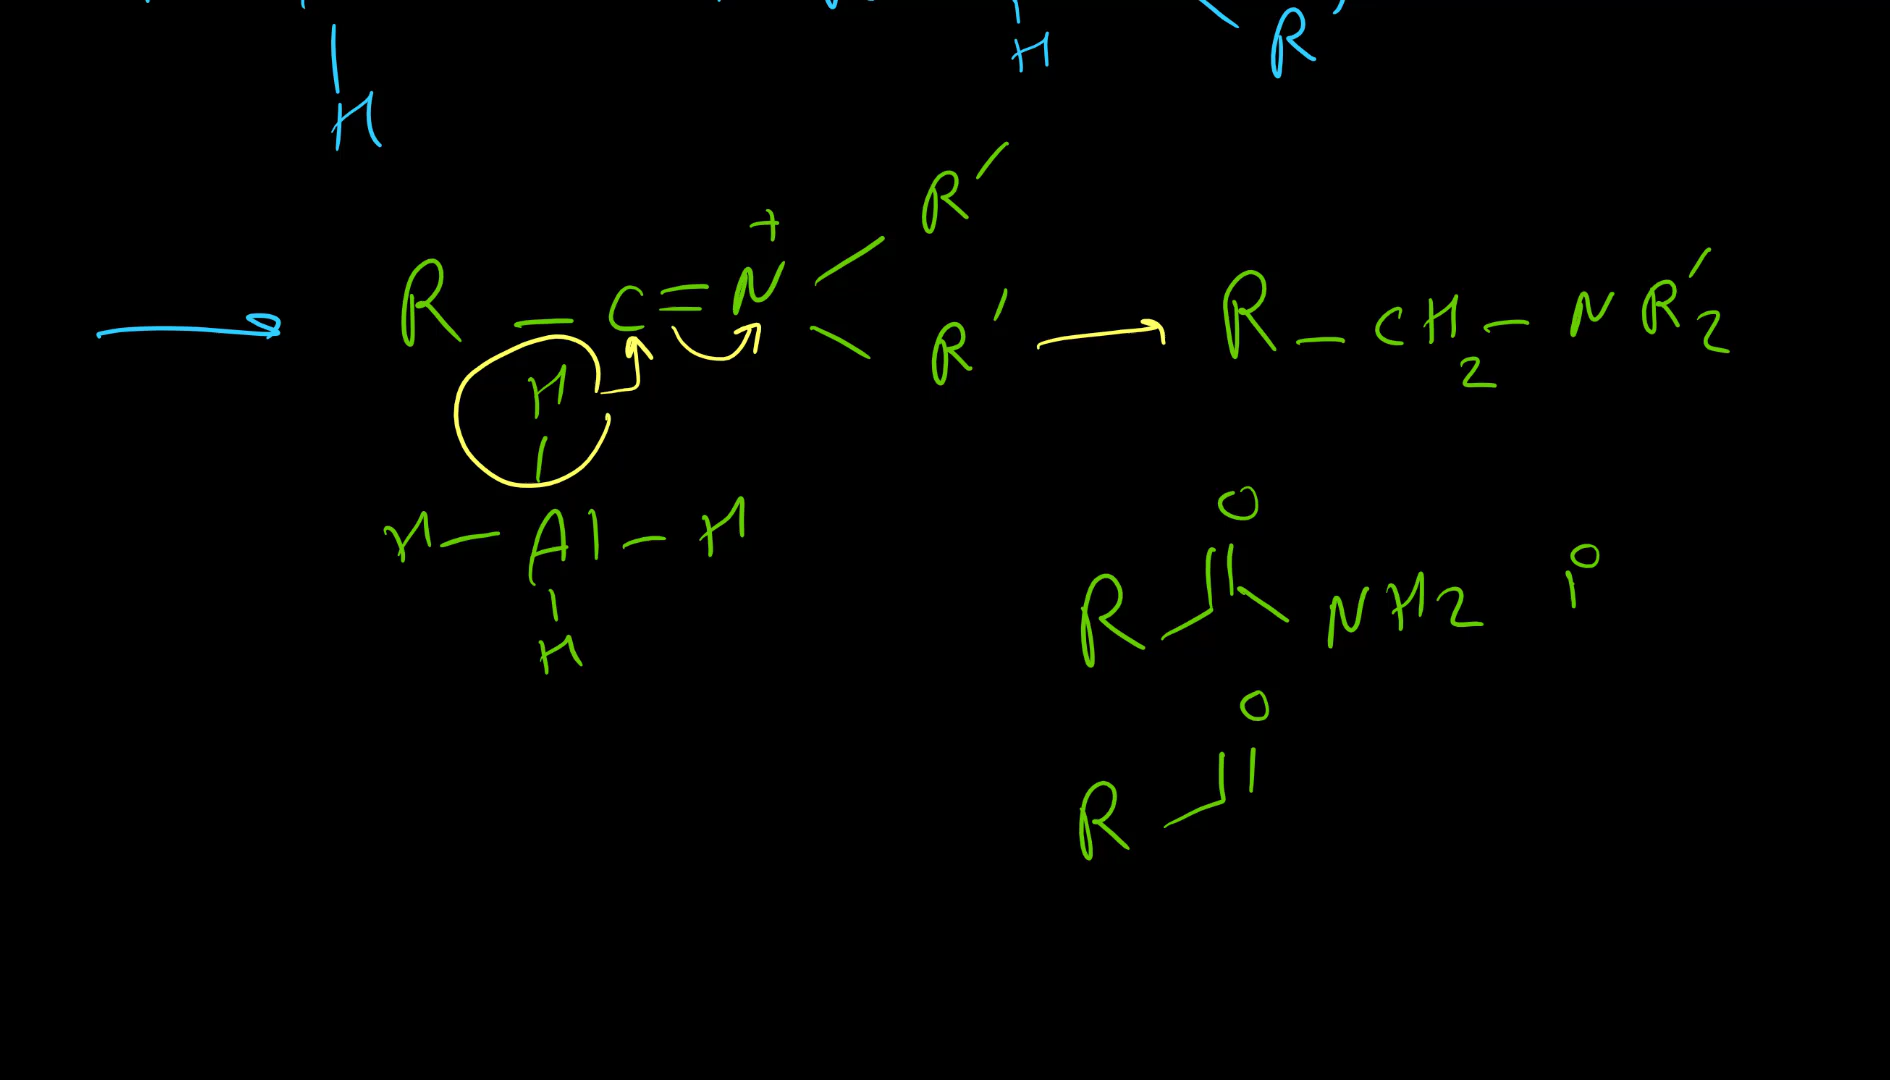 H
H
R'
R - C = N⁺
R'
R'
→ R - CH₂ - NR'₂
H
H - Al - H
H
O
R NH2 1°
O
R